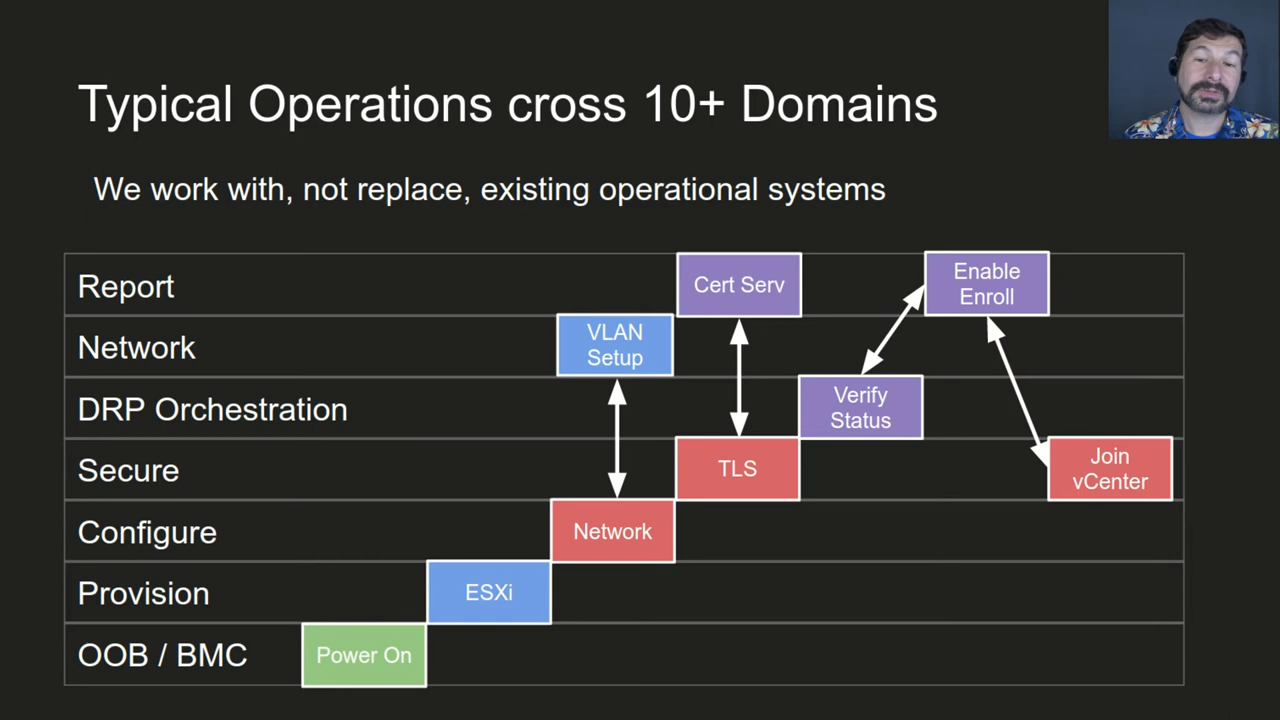 Typical Operations cross 10+ Domains
We work with, not replace, existing operational systems
Report
Cert Serv
Enable
Enroll
Network
VLAN
Setup
DRP Orchestration
Verify
Status
Secure
TLS
Join
vCenter
Configure
Network
Provision
ESXi
OOB / BMC
Power On